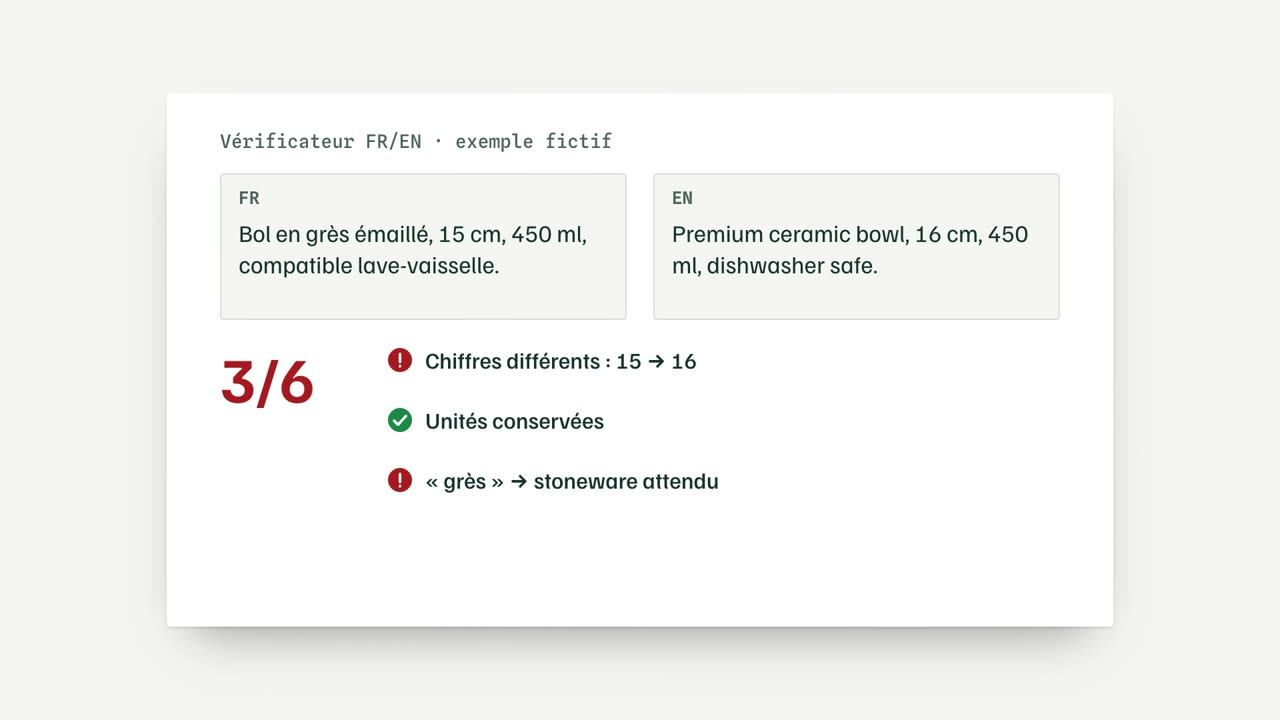 Vérificateur FR/EN · exemple fictif
FR
Bol en grès émaillé, 15 cm, 450 ml,
compatible lave-vaisselle.
EN
Premium ceramic bowl, 16 cm, 450
ml, dishwasher safe.
3/6
Chiffres différents : 15 → 16
Unités conservées
« grès » → stoneware attendu